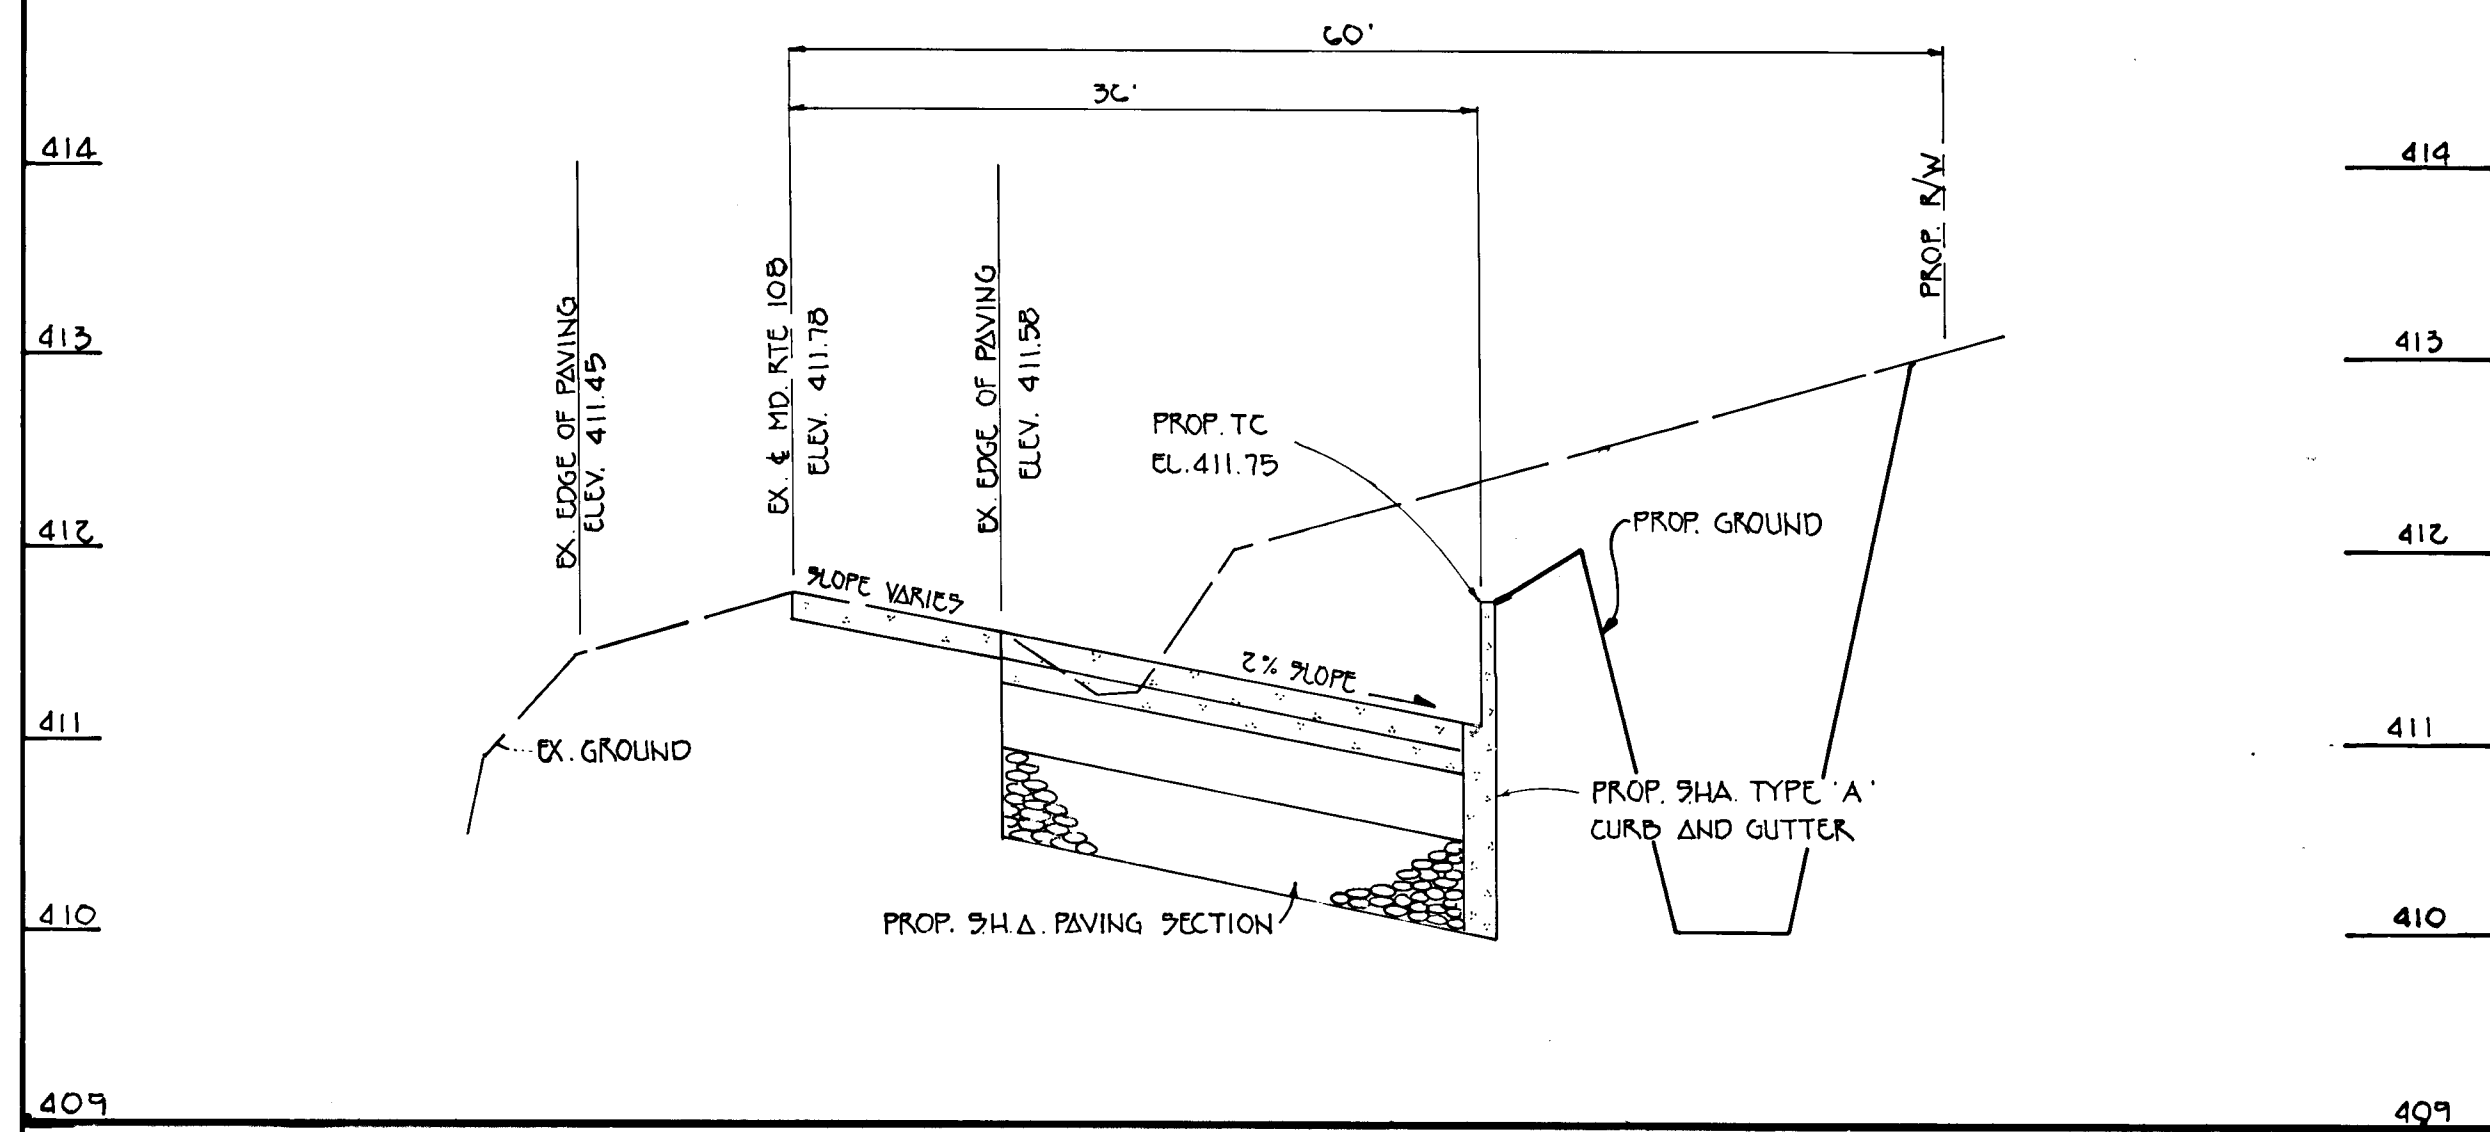 60'
36'
414
414
PROP. R/W
413
413
EX. EDGE OF PAVING
ELEV. 411.45
EX. ℄ MD. RTE 108
ELEV. 411.78
EX. EDGE OF PAVING
ELEV. 411.58
PROP. TC
EL. 411.75
412
412
PROP. GROUND
SLOPE VARIES
2% SLOPE
411
411
EX. GROUND
PROP. S.H.A. TYPE 'A'
CURB AND GUTTER
410
410
PROP. S.H.A. PAVING SECTION
409
409